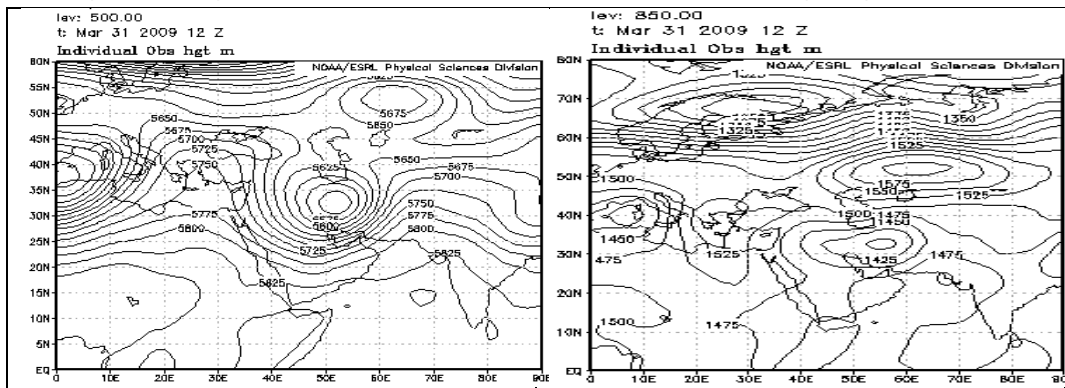 lev: 500.00
t: Mar 31 2009 12 Z
Individual Obs hgt m
NOAA/ESRL Physical Sciences Division
60N
55N
50N
45N
40N
35N
30N
25N
20N
15N
10N
5N
EQ
0 10E 20E 30E 40E 50E 60E 70E 80E
5675
5650
5650
5675
5700
5725
5750
5625
5650
5675
5700
5750
5775
5800
5775
5800
5600
5725
5825
5825
lev: 850.00
t: Mar 31 2009 12 Z
Individual Obs hgt m
NOAA/ESRL Physical Sciences Division
80N
70N
60N
50N
40N
30N
20N
10N
EQ
0 10E 20E 30E 40E 50E 60E 70E 80E
1325
1350
1525
1575
1550
1525
1500
1500
1475
1450
1450
475
1525
1425
1475
1500
1475